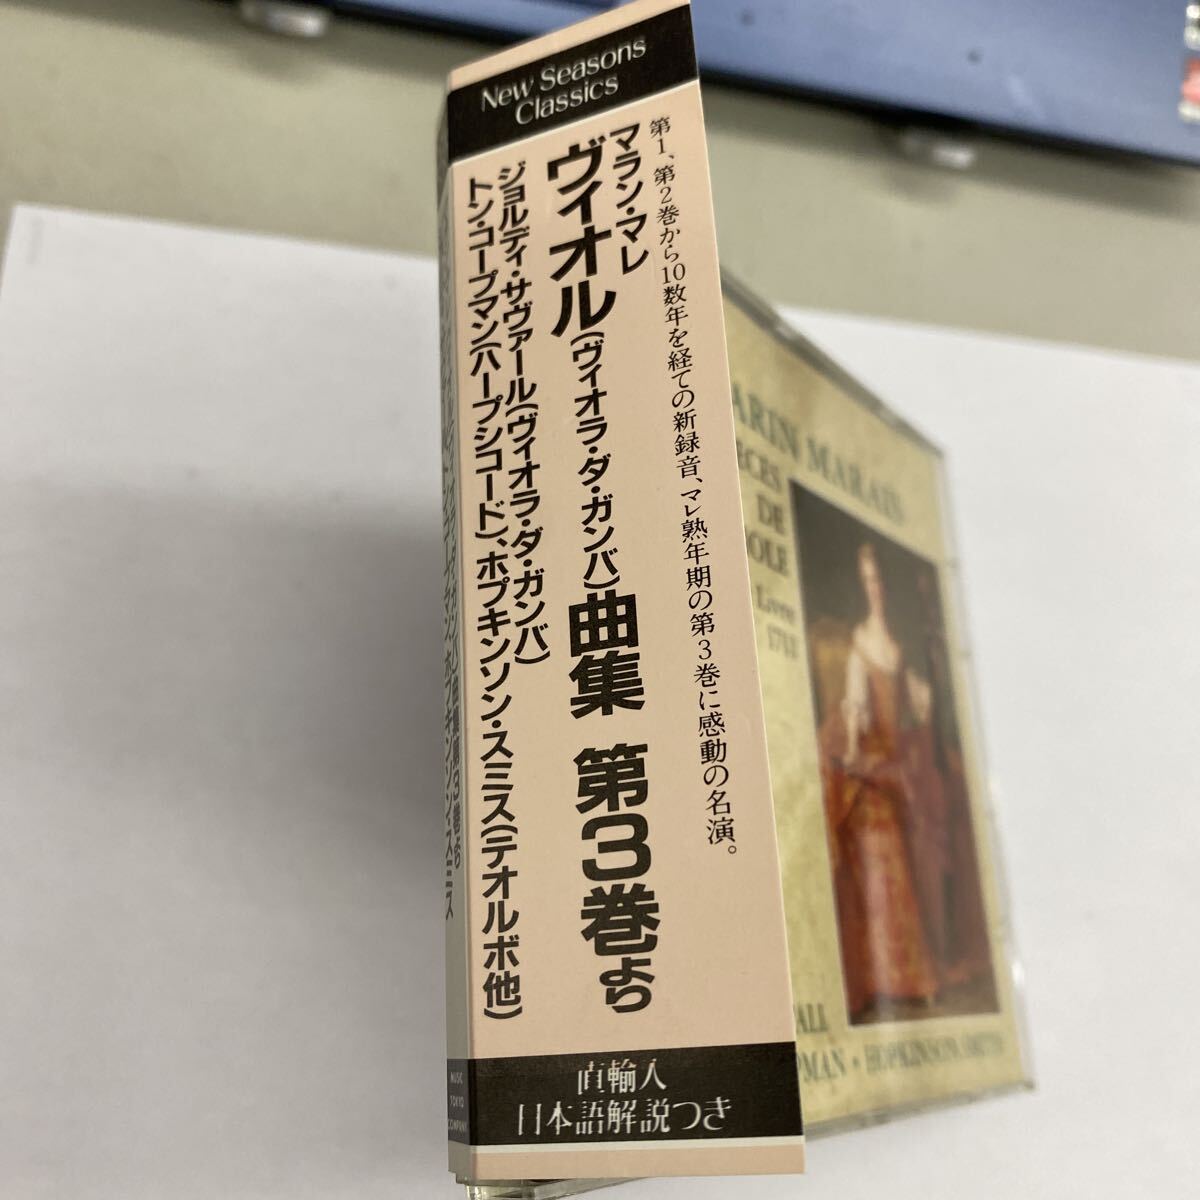 New Seasons
Classics
第1、第2巻から10数年を経ての新録音、マレ熟年期の第3巻に感動の名演。
マラン・マレ
ヴィオル(ヴィオラ・ダ・ガンバ)曲集 第3巻より
ジョルディ・サヴァール(ヴィオラ・ダ・ガンバ)
トン・コープマン(ハープシコード)、ホプキンソン・スミス(テオルボ他)
直輸入
日本語解説つき
MUSIC
TOKYO
COMPANY
ARIN MARAIS
ECES
DE
OLE
Livre
1711
ALL
PMAN · HOPKINSON SMITH